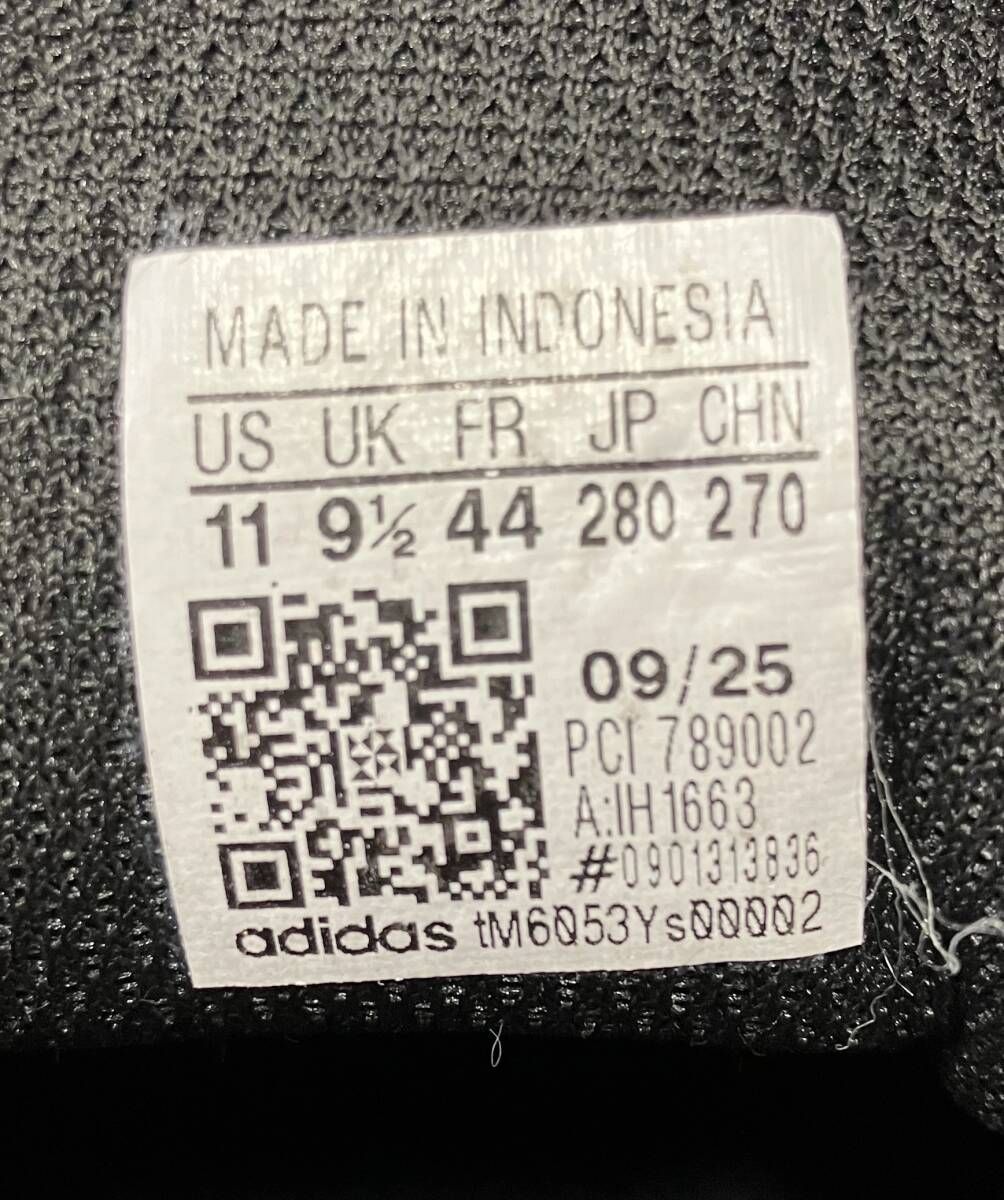 MADE IN INDONESIA
US UK FR JP CHN
11 9½ 44 280 270
09/25
PCI 789002
A:IH1663
#0901313836
adidas tM6053Ys00002